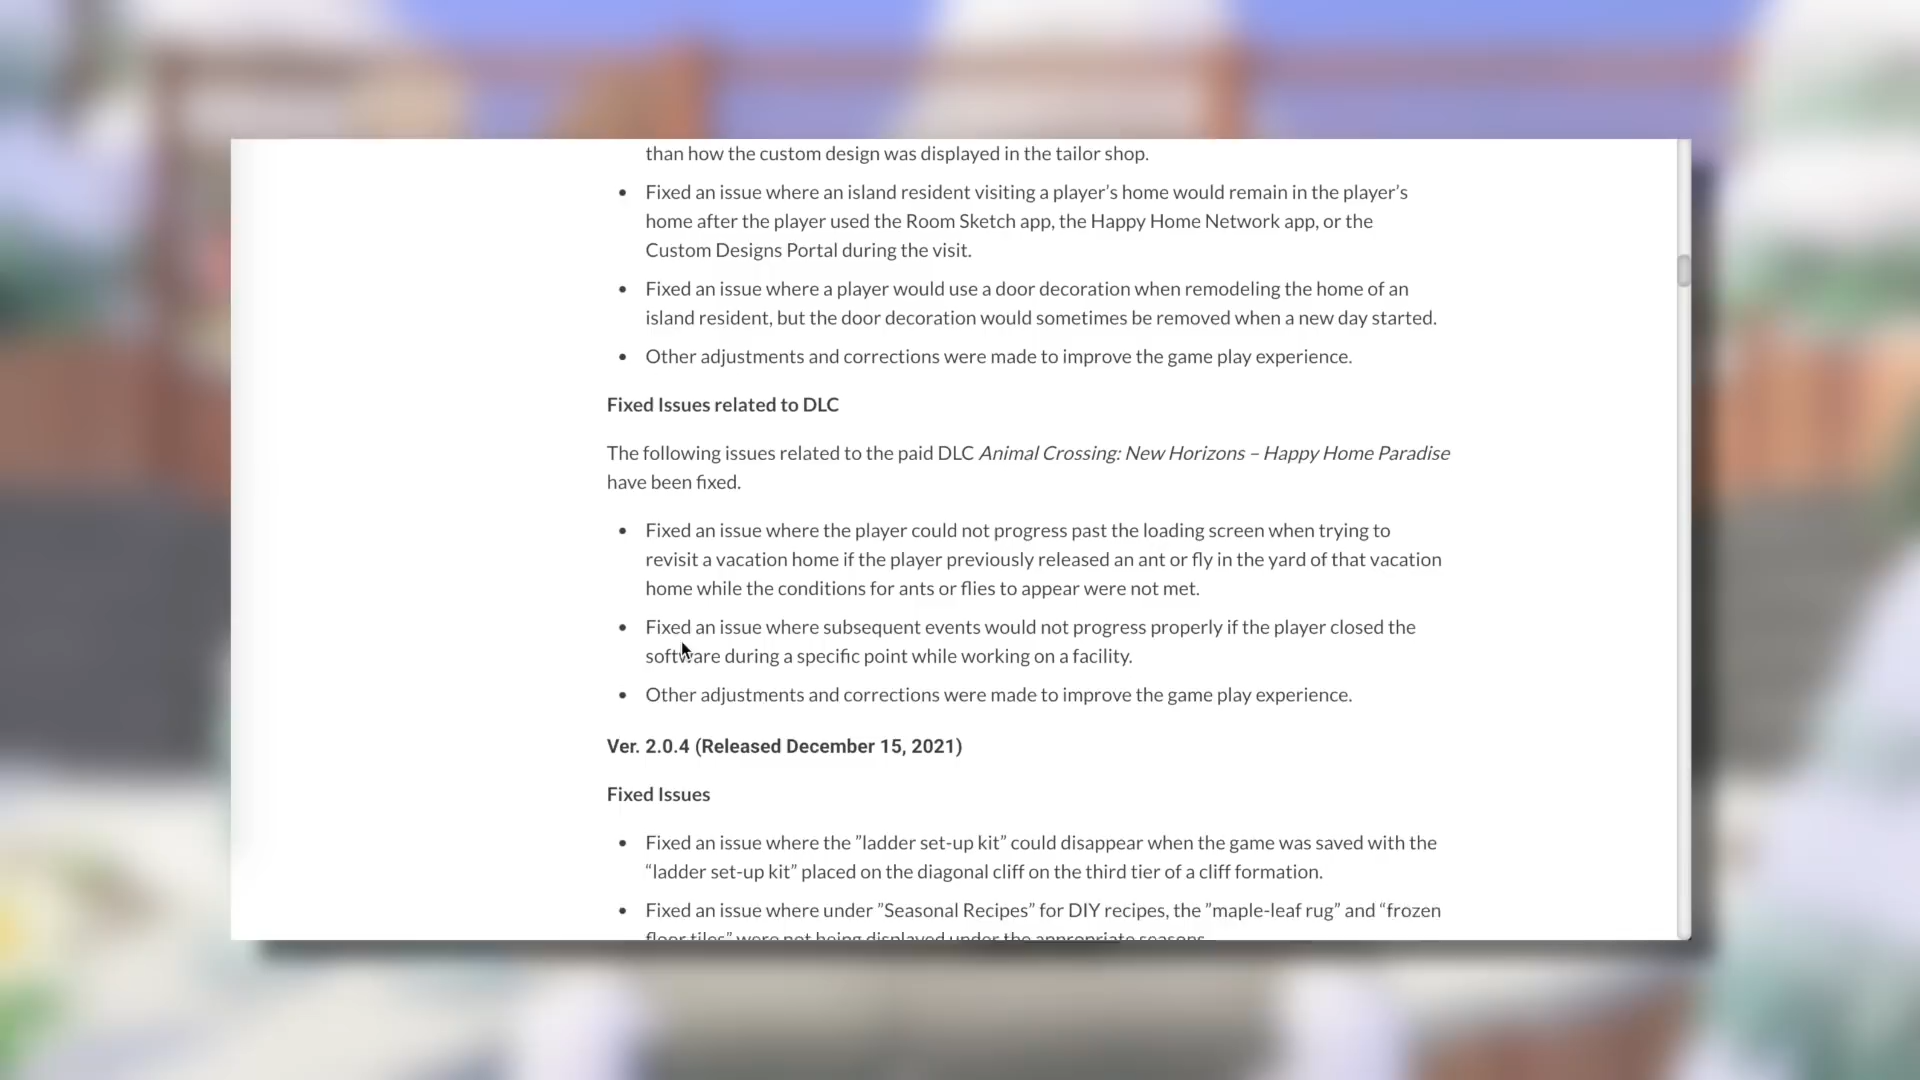 than how the custom design was displayed in the tailor shop.
• Fixed an issue where an island resident visiting a player’s home would remain in the player’s
home after the player used the Room Sketch app, the Happy Home Network app, or the
Custom Designs Portal during the visit.
• Fixed an issue where a player would use a door decoration when remodeling the home of an
island resident, but the door decoration would sometimes be removed when a new day started.
• Other adjustments and corrections were made to improve the game play experience.
Fixed Issues related to DLC
The following issues related to the paid DLC Animal Crossing: New Horizons – Happy Home Paradise
have been fixed.
• Fixed an issue where the player could not progress past the loading screen when trying to
revisit a vacation home if the player previously released an ant or fly in the yard of that vacation
home while the conditions for ants or flies to appear were not met.
• Fixed an issue where subsequent events would not progress properly if the player closed the
software during a specific point while working on a facility.
• Other adjustments and corrections were made to improve the game play experience.
Ver. 2.0.4 (Released December 15, 2021)
Fixed Issues
• Fixed an issue where the ”ladder set-up kit” could disappear when the game was saved with the
“ladder set-up kit” placed on the diagonal cliff on the third tier of a cliff formation.
• Fixed an issue where under ”Seasonal Recipes” for DIY recipes, the ”maple-leaf rug” and “frozen
floor tiles” were not being displayed under the appropriate seasons.